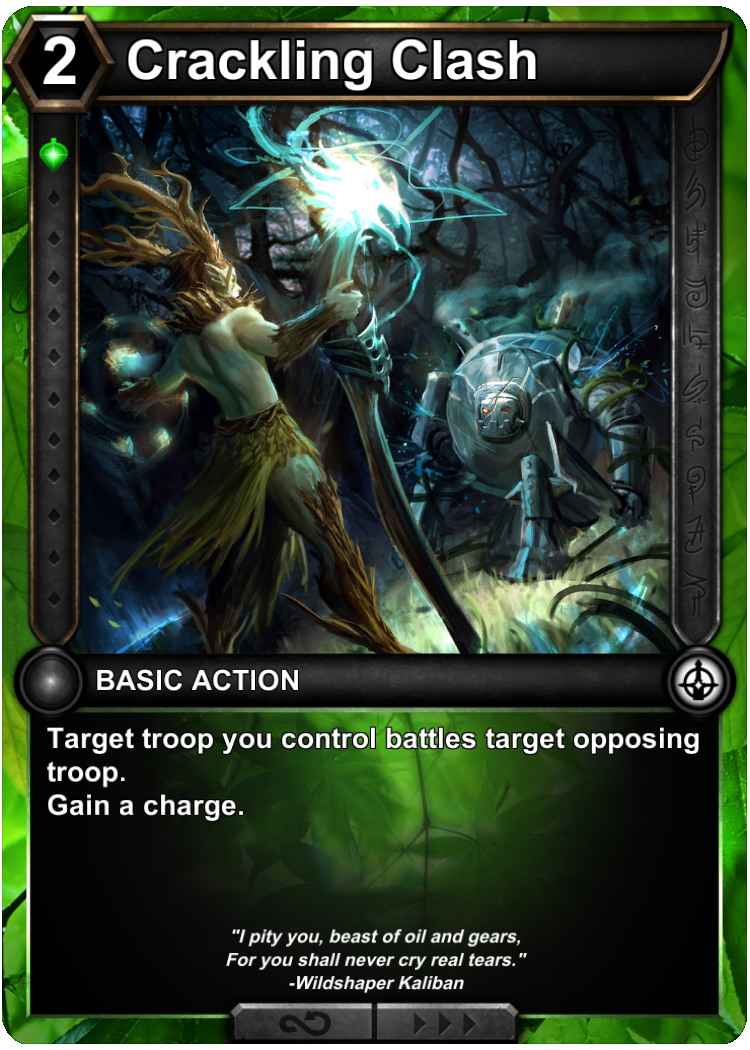 2
Crackling Clash
BASIC ACTION
Target troop you control battles target opposing
troop.
Gain a charge.
"I pity you, beast of oil and gears,
For you shall never cry real tears."
-Wildshaper Kaliban